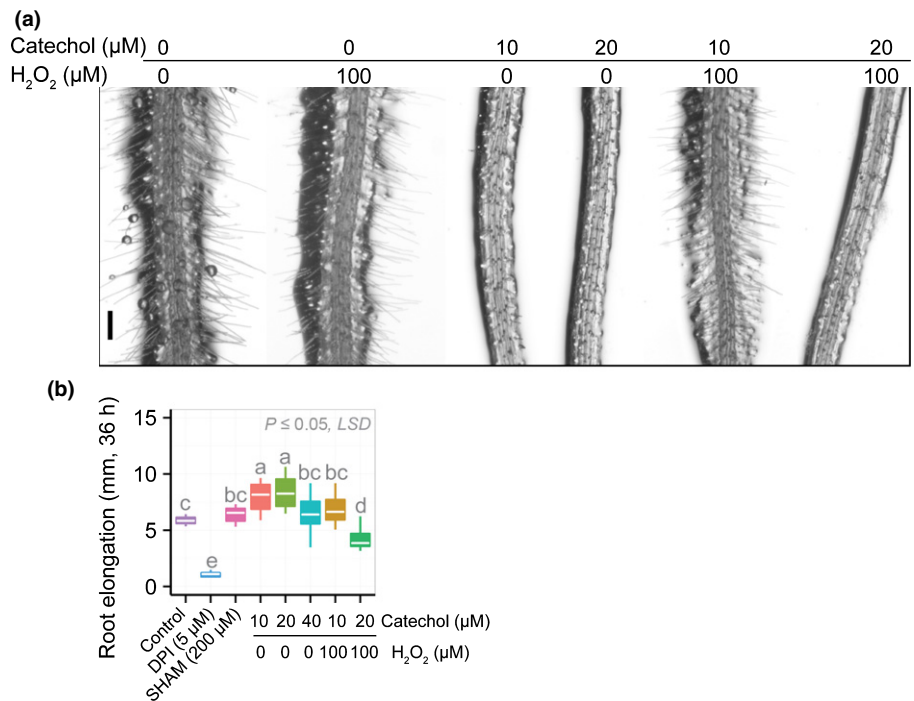 (a)
Catechol (µM) 0 0 10 20 10 20
H2O2 (µM) 0 100 0 0 100 100
(b)
Root elongation (mm, 36 h)
15
10
5
0
P ≤ 0.05, LSD
c
e
bc
a
a
bc
bc
d
Control
DPI (5 µM)
SHAM (200 µM)
10 20 40 10 20 Catechol (µM)
0 0 0 100 100 H2O2 (µM)